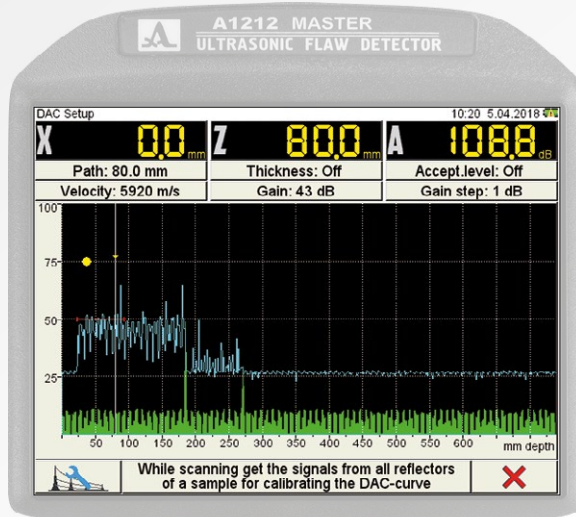 A1212 MASTER
ULTRASONIC FLAW DETECTOR
DAC Setup
10:20 5.04.2018
X 0.0 mm
Z 80.0 mm
A 108.8 dB
Path: 80.0 mm
Thickness: Off
Accept.level: Off
Velocity: 5920 m/s
Gain: 43 dB
Gain step: 1 dB
100
75
50
25
50 100 150 200 250 300 350 400 450 500 550 600
mm depth
While scanning get the signals from all reflectors
of a sample for calibrating the DAC-curve